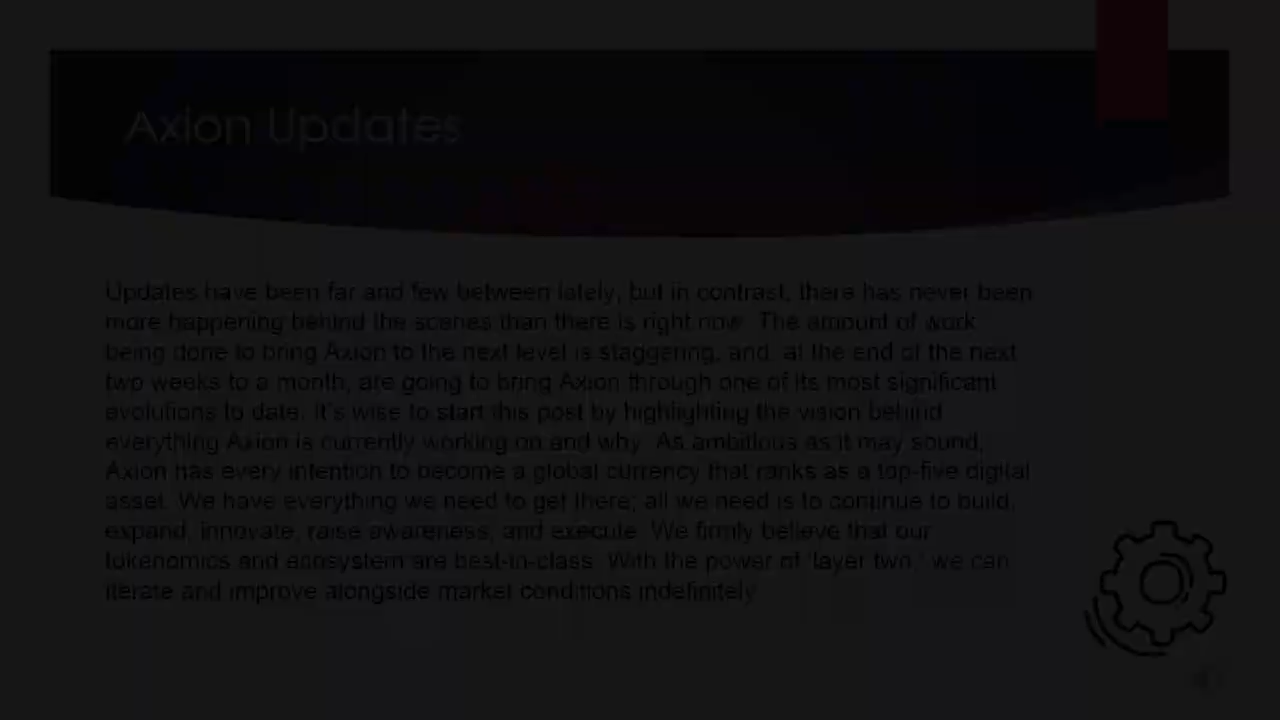 Axion Updates
Updates have been far and few between lately, but in contrast, there has never been
more happening behind the scenes than there is right now. The amount of work
being done to bring Axion to the next level is staggering, and, at the end of the next
two weeks to a month, are going to bring Axion through one of its most significant
evolutions to date. It's wise to start this post by highlighting the vision behind
everything Axion is currently working on and why. As ambitious as it may sound,
Axion has every intention to become a global currency that ranks as a top-five digital
asset. We have everything we need to get there; all we need is to continue to build,
expand, innovate, raise awareness, and execute. We firmly believe that our
tokenomics and ecosystem are best-in-class. With the power of 'layer two,' we can
iterate and improve alongside market conditions indefinitely